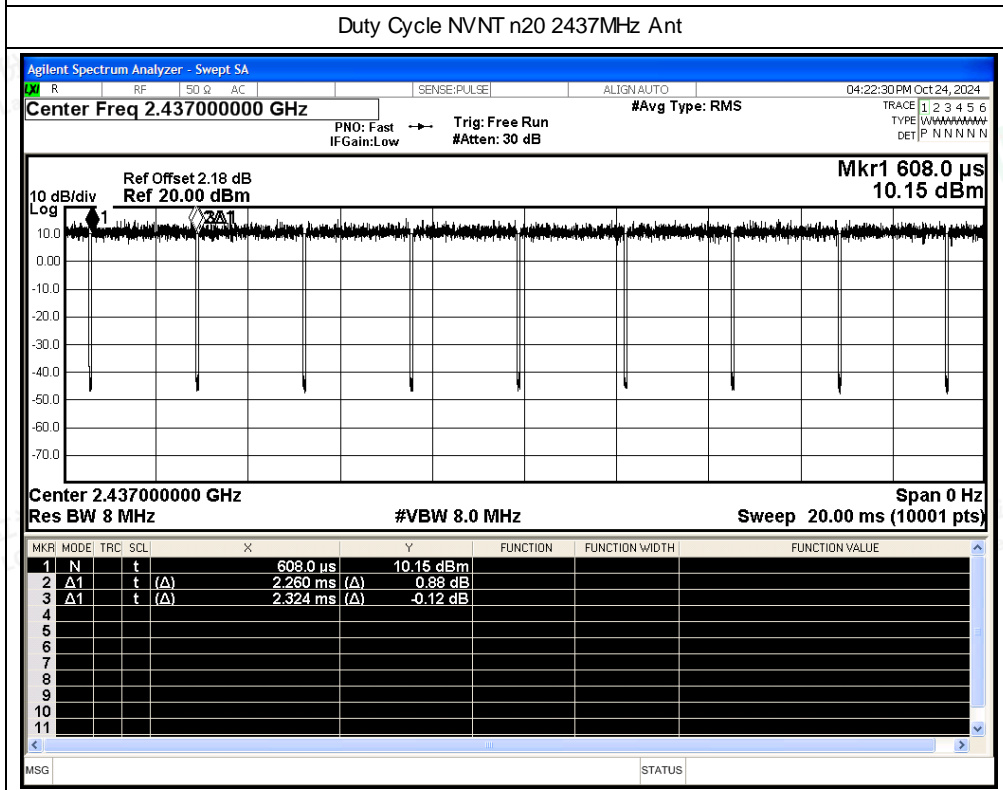 Duty Cycle NVNT n20 2437MHz Ant
Agilent Spectrum Analyzer - Swept SA
LXI R RF 50 Ω AC SENSE:PULSE ALIGN AUTO 04:22:30 PM Oct 24, 2024
Center Freq 2.437000000 GHz #Avg Type: RMS TRACE 1 2 3 4 5 6
PNO: Fast Trig: Free Run TYPE WWWWWW
IFGain:Low #Atten: 30 dB DET P N N N N N
Ref Offset 2.18 dB Mkr1 608.0 µs
10 dB/div Ref 20.00 dBm 10.15 dBm
Log
1 3Δ1
10.0
0.00
-10.0
-20.0
-30.0
-40.0
-50.0
-60.0
-70.0
Center 2.437000000 GHz Span 0 Hz
Res BW 8 MHz #VBW 8.0 MHz Sweep 20.00 ms (10001 pts)
MKR MODE TRC SCL X Y FUNCTION FUNCTION WIDTH FUNCTION VALUE
1 N t 608.0 µs 10.15 dBm
2 Δ1 t (Δ) 2.260 ms (Δ) 0.88 dB
3 Δ1 t (Δ) 2.324 ms (Δ) -0.12 dB
4
5
6
7
8
9
10
11
MSG STATUS